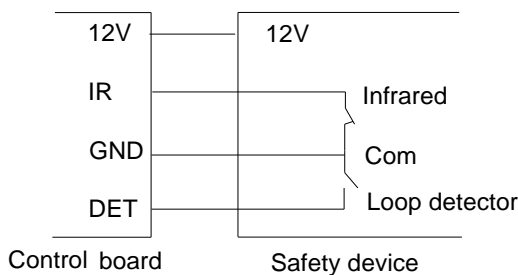 12V 12V
IR Infrared
GND Com
DET Loop detector
Control board Safety device